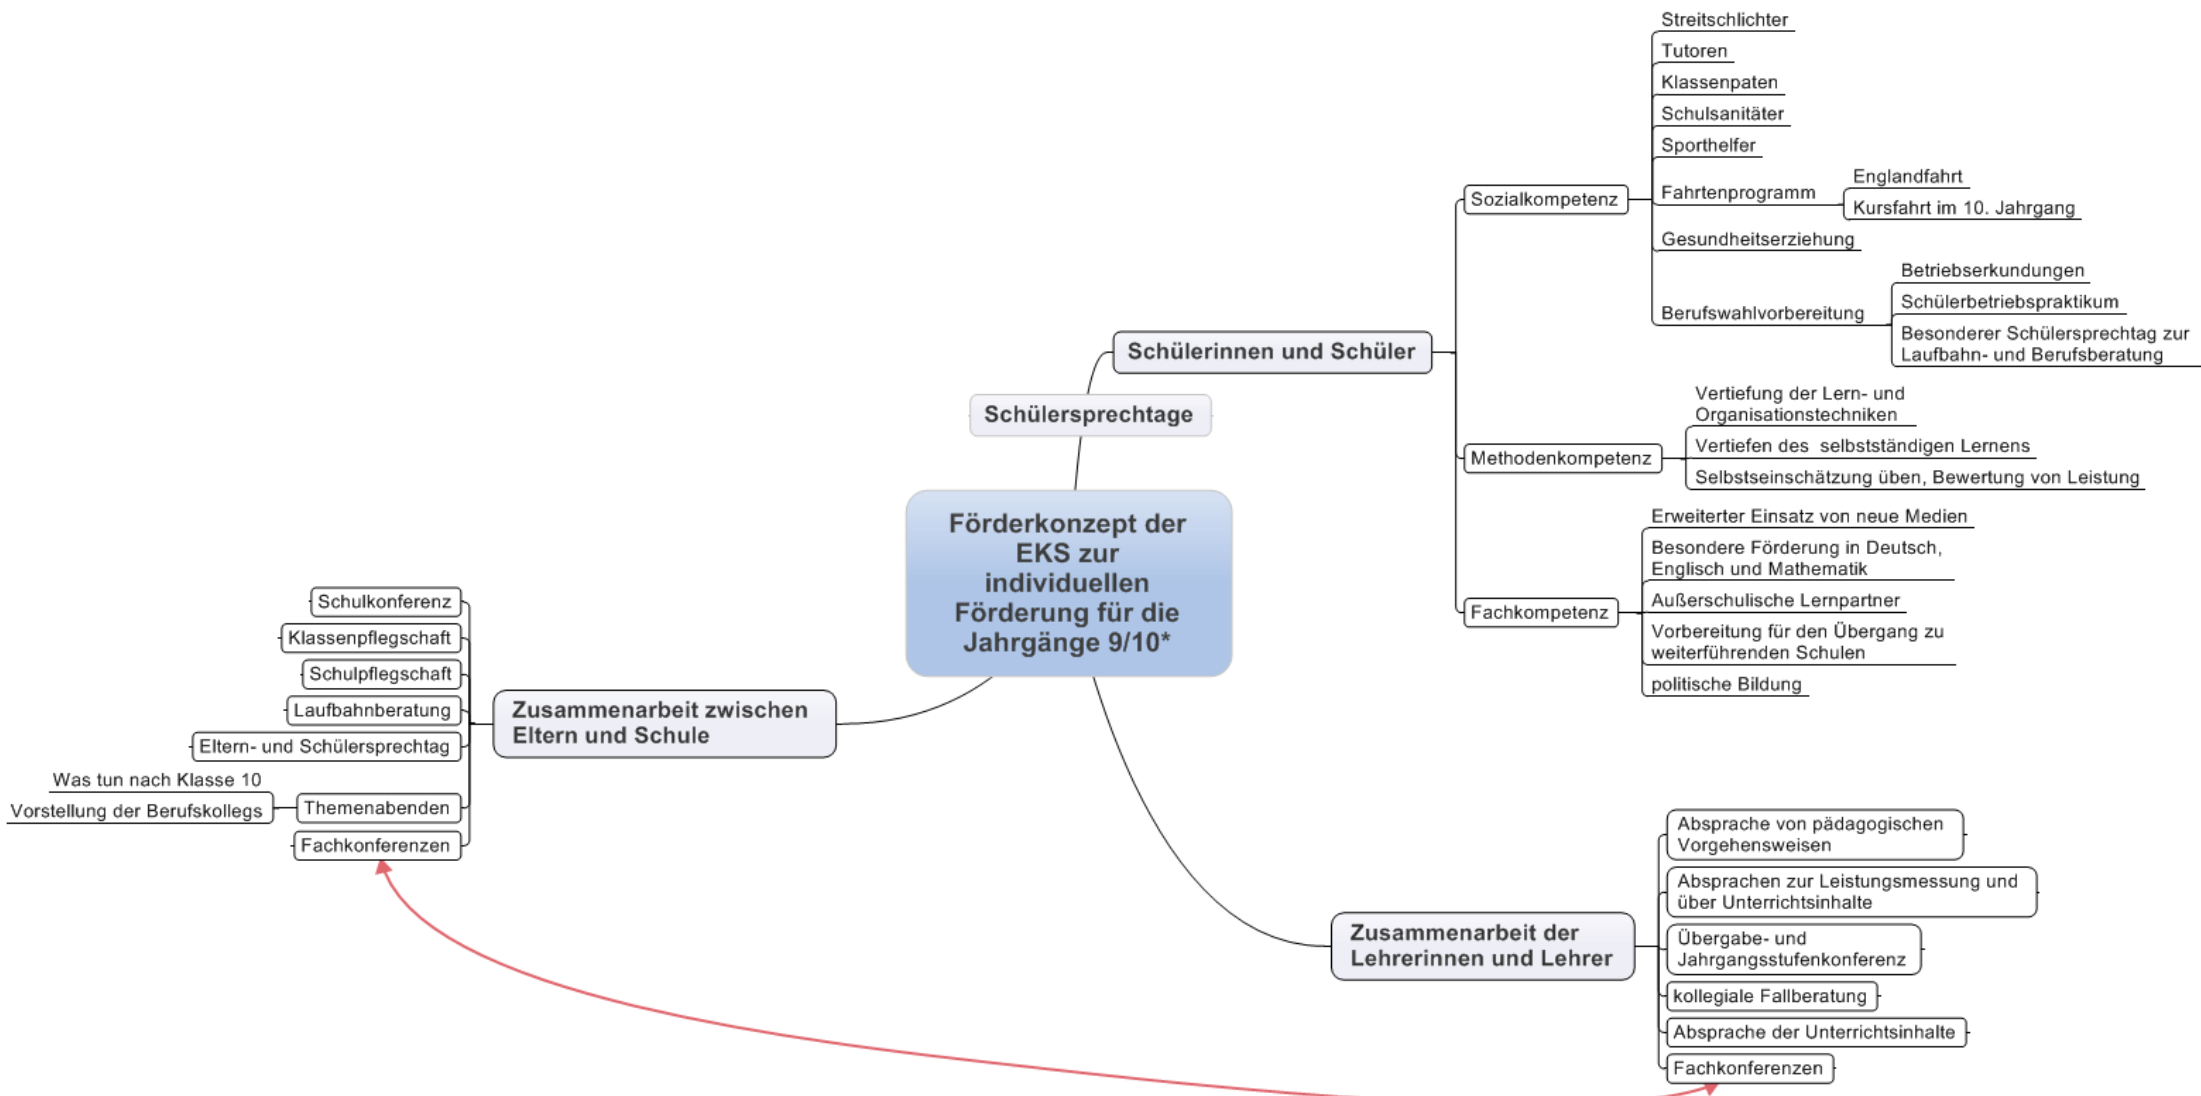 Förderkonzept der
EKS zur
individuellen
Förderung für die
Jahrgänge 9/10*
Schülersprechtage
Schülerinnen und Schüler
Sozialkompetenz
Streitschlichter
Tutoren
Klassenpaten
Schulsanitäter
Sporthelfer
Fahrtenprogramm
Englandfahrt
Kursfahrt im 10. Jahrgang
Gesundheitserziehung
Berufswahlvorbereitung
Betriebserkundungen
Schülerbetriebspraktikum
Besonderer Schülersprechtag zur
Laufbahn- und Berufsberatung
Methodenkompetenz
Vertiefung der Lern- und
Organisationstechniken
Vertiefen des  selbstständigen Lernens
Selbstseinschätzung üben, Bewertung von Leistung
Fachkompetenz
Erweiterter Einsatz von neue Medien
Besondere Förderung in Deutsch,
Englisch und Mathematik
Außerschulische Lernpartner
Vorbereitung für den Übergang zu
weiterführenden Schulen
politische Bildung
Zusammenarbeit der
Lehrerinnen und Lehrer
Absprache von pädagogischen
Vorgehensweisen
Absprachen zur Leistungsmessung und
über Unterrichtsinhalte
Übergabe- und
Jahrgangsstufenkonferenz
kollegiale Fallberatung
Absprache der Unterrichtsinhalte
Fachkonferenzen
Zusammenarbeit zwischen
Eltern und Schule
Schulkonferenz
Klassenpflegschaft
Schulpflegschaft
Laufbahnberatung
Eltern- und Schülersprechtag
Themenabenden
Was tun nach Klasse 10
Vorstellung der Berufskollegs
Fachkonferenzen